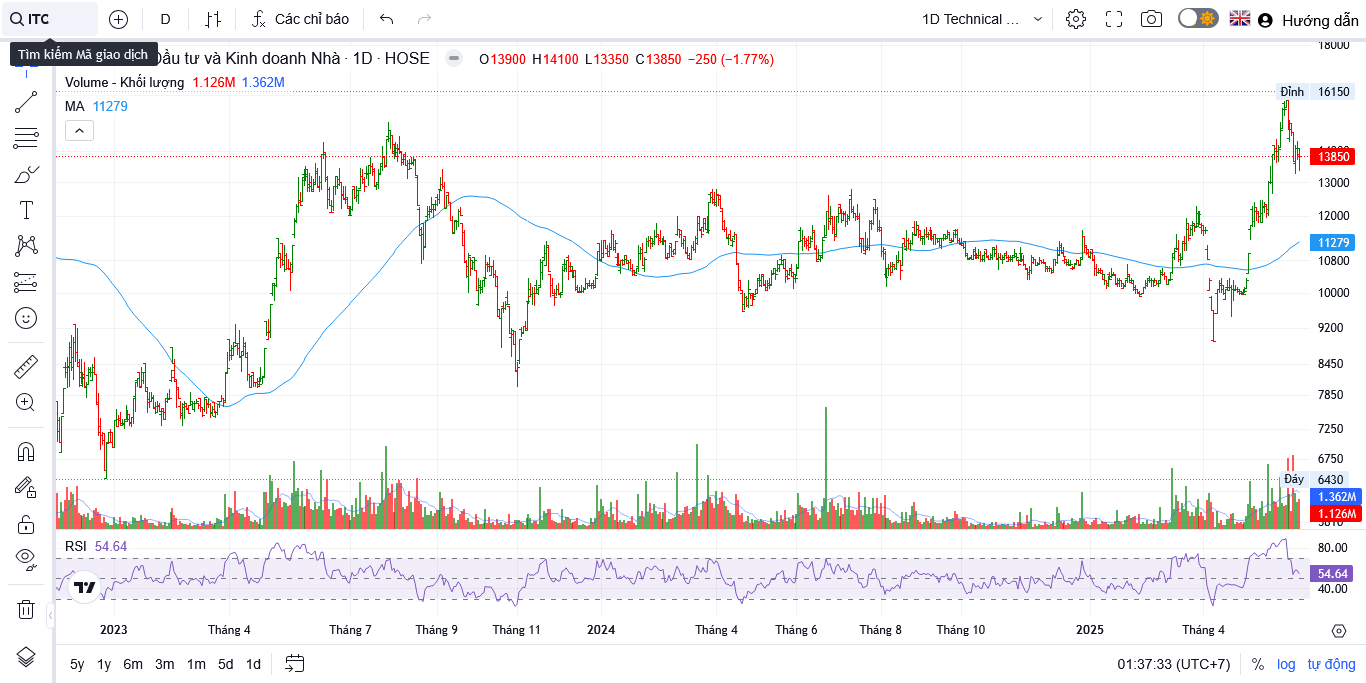 ITC
D
Các chỉ báo
1D Technical ...
Hướng dẫn
Tìm kiếm Mã giao dịch
Đầu tư và Kinh doanh Nhà · 1D · HOSE
O13900 H14100 L13350 C13850 −250 (−1.77%)
Volume - Khối lượng 1.126M 1.362M
MA 11279
18000
Đỉnh 16150
13850
13000
12000
11279
10800
10000
9200
8450
7850
7250
6750
Đáy 6430
1.362M
1.126M
RSI 54.64
80.00
54.64
40.00
2023 Tháng 4 Tháng 7 Tháng 9 Tháng 11 2024 Tháng 4 Tháng 6 Tháng 8 Tháng 10 2025 Tháng 4
5y 1y 6m 3m 1m 5d 1d
01:37:33 (UTC+7) % log tự động